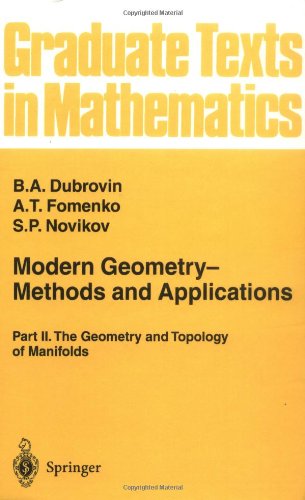 Graduate Texts
in Mathematics
B.A. Dubrovin
A.T. Fomenko
S.P. Novikov
Modern Geometry–
Methods and Applications
Part II. The Geometry and Topology
of Manifolds
Springer